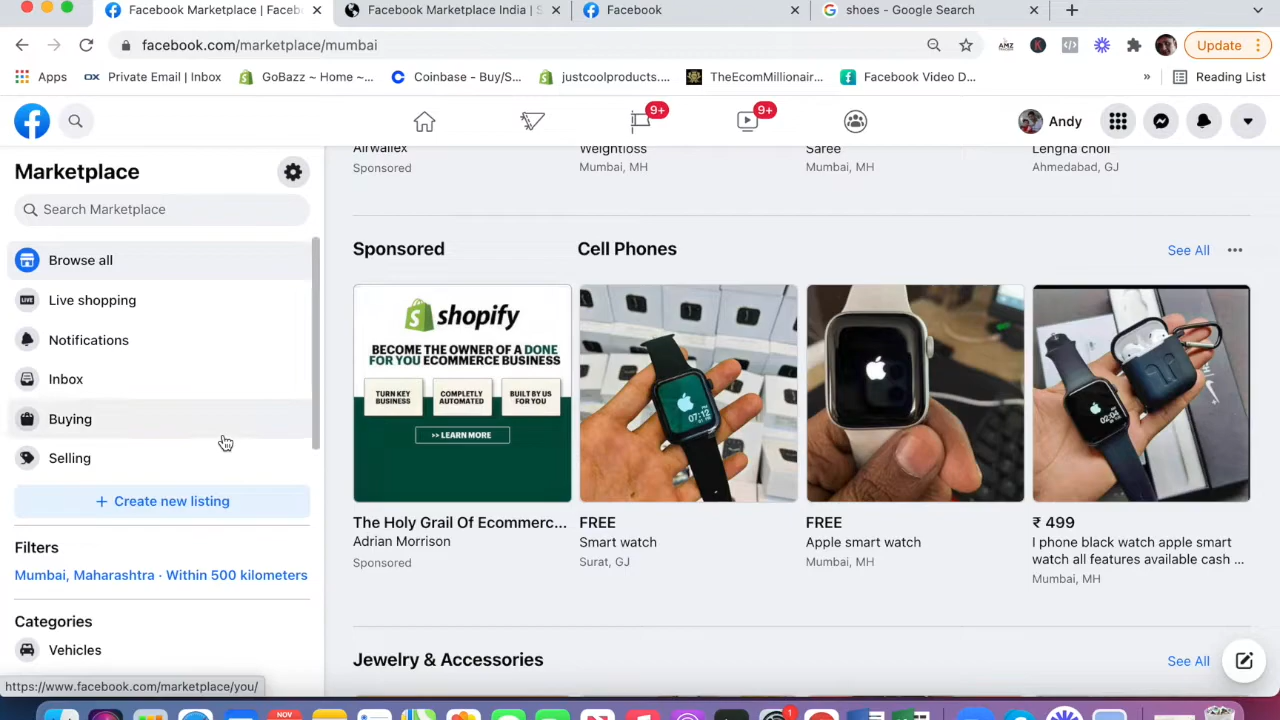 Facebook Marketplace | Faceb
Facebook Marketplace India | S
Facebook
shoes - Google Search
facebook.com/marketplace/mumbai
Update
Apps
Private Email | Inbox
GoBazz ~ Home ~...
Coinbase - Buy/S...
justcoolproducts....
TheEcomMillionair...
Facebook Video D...
»
Reading List
9+
9+
Andy
Marketplace
Search Marketplace
Browse all
Live shopping
Notifications
Inbox
Buying
Selling
+ Create new listing
Filters
Mumbai, Maharashtra · Within 500 kilometers
Categories
Vehicles
https://www.facebook.com/marketplace/you/
Airwallex
Sponsored
Weightloss
Mumbai, MH
Saree
Mumbai, MH
Lengha choli
Ahmedabad, GJ
Sponsored
Cell Phones
See All
shopify
BECOME THE OWNER OF A DONE
FOR YOU ECOMMERCE BUSINESS
TURN KEY
BUSINESS
COMPLETLY
AUTOMATED
BUILT BY US
FOR YOU
>> LEARN MORE
07:12
The Holy Grail Of Ecommerc...
Adrian Morrison
Sponsored
FREE
Smart watch
Surat, GJ
FREE
Apple smart watch
Mumbai, MH
₹ 499
I phone black watch apple smart
watch all features available cash ...
Mumbai, MH
Jewelry & Accessories
See All
NOV
1